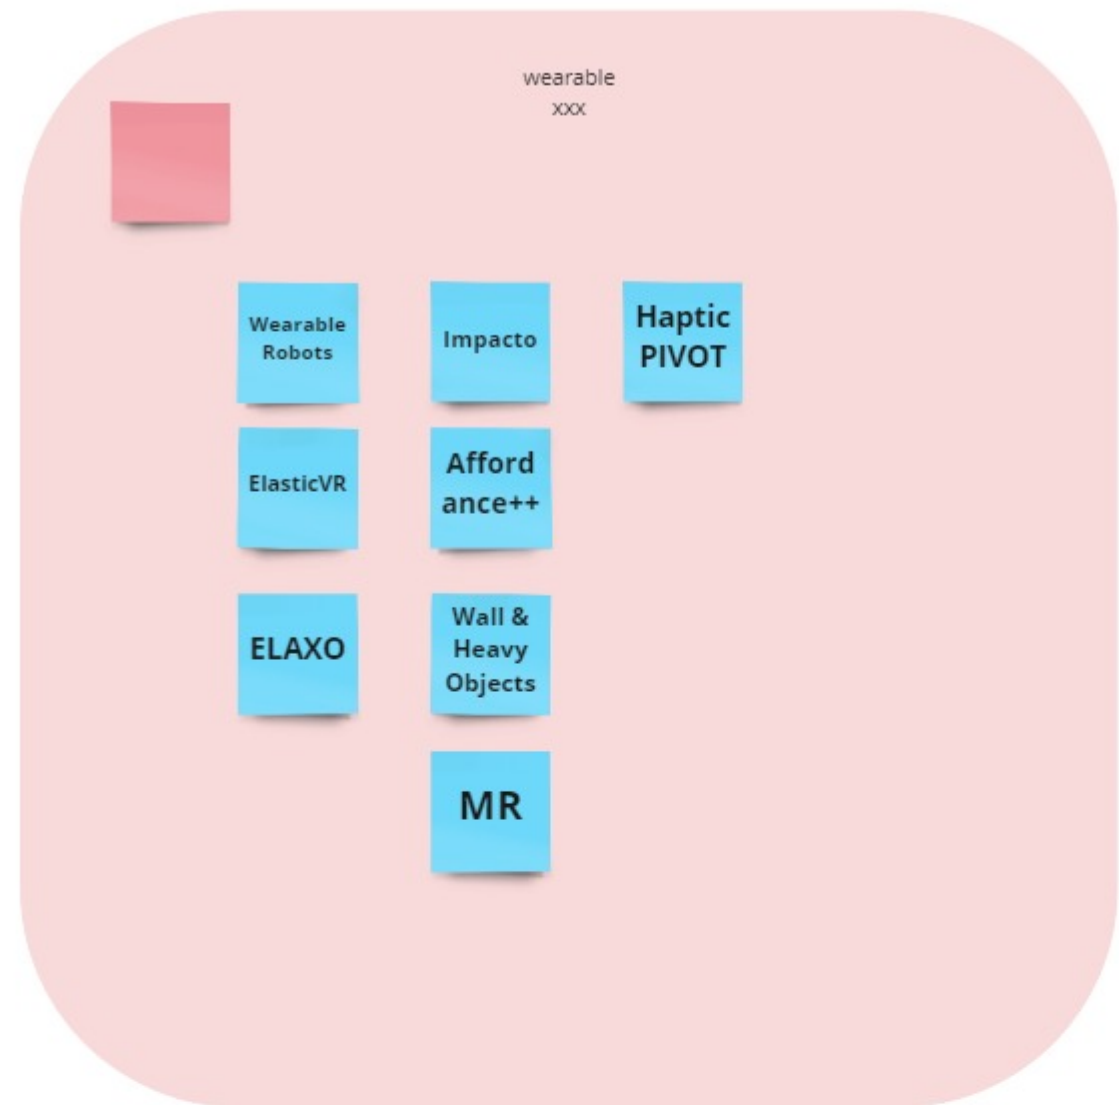 wearable
xxx
Wearable
Robots
Impacto
Haptic
PIVOT
ElasticVR
Afford
ance++
ELAXO
Wall &
Heavy
Objects
MR